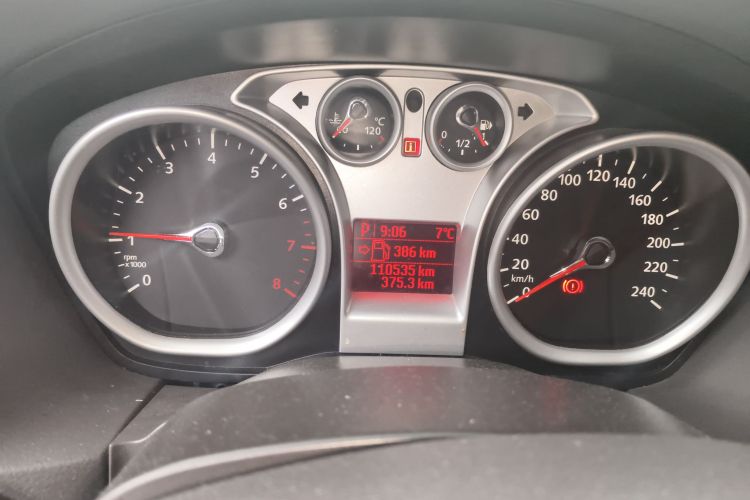 60 °C 120
0 1/2 1
i
0 1 2 3 4 5 6 7 8
rpm
x1000
P 9:06 7°C
386 km
110535 km
375.3 km
0 20 40 60 80 100 120 140 160 180 200 220 240
km/h